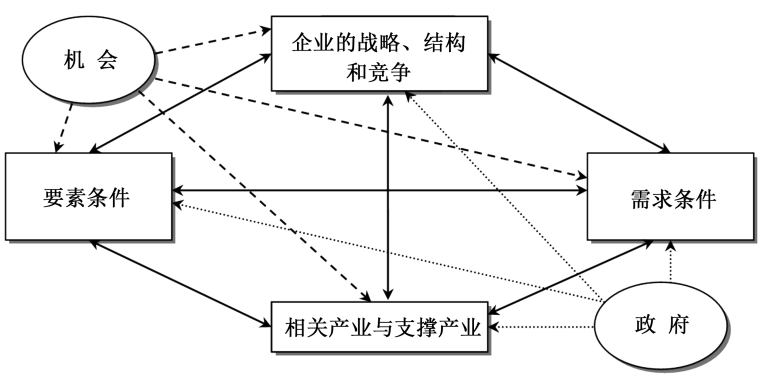 机 会
企业的战略、结构
和竞争
要素条件
需求条件
相关产业与支撑产业
政 府